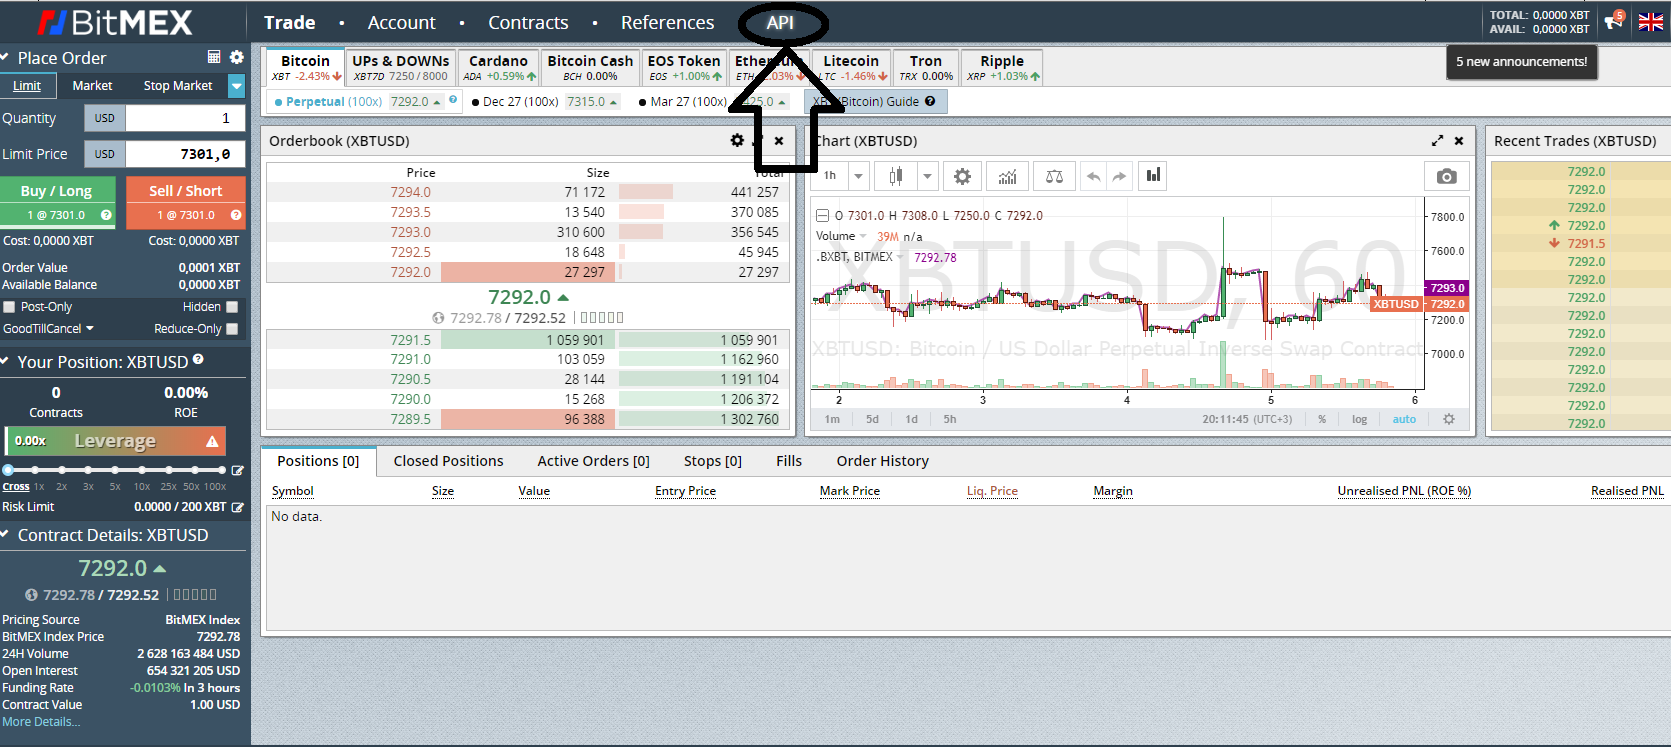 BitMEX
Trade • Account • Contracts • References API
TOTAL: 0,0000 XBT
AVAIL: 0,0000 XBT
5
5 new announcements!
Place Order
Limit Market Stop Market
Quantity USD 1
Limit Price USD 7301,0
Buy / Long Sell / Short
1 @ 7301.0 ? 1 @ 7301.0 ?
Cost: 0,0000 XBT Cost: 0,0000 XBT
Order Value 0,0001 XBT
Available Balance 0,0000 XBT
Post-Only Hidden
GoodTillCancel Reduce-Only
Your Position: XBTUSD ?
0 0.00%
Contracts ROE
0.00x Leverage
Cross 1x 2x 3x 5x 10x 25x 50x 100x
Risk Limit 0.0000 / 200 XBT
Contract Details: XBTUSD
7292.0
7292.78 / 7292.52
Pricing Source BitMEX Index
BitMEX Index Price 7292.78
24H Volume 2 628 163 484 USD
Open Interest 654 321 205 USD
Funding Rate -0.0103% In 3 hours
Contract Value 1.00 USD
More Details...
Bitcoin UPs & DOWNs Cardano Bitcoin Cash EOS Token Litecoin Tron Ripple
XBT -2.43% XBT7D 7250 / 8000 ADA +0.59% BCH 0.00% EOS +1.00% LTC -1.46% TRX 0.00% XRP +1.03%
Perpetual (100x) 7292.0 ? Dec 27 (100x) 7315.0 Mar 27 (100x) (Bitcoin) Guide ?
Orderbook (XBTUSD)
Price Size Total
7294.0 71 172 441 257
7293.5 13 540 370 085
7293.0 310 600 356 545
7292.5 18 648 45 945
7292.0 27 297 27 297
7292.0
7292.78 / 7292.52
7291.5 1 059 901 1 059 901
7291.0 103 059 1 162 960
7290.5 28 144 1 191 104
7290.0 15 268 1 206 372
7289.5 96 388 1 302 760
Chart (XBTUSD)
1h
O 7301.0 H 7308.0 L 7250.0 C 7292.0
Volume 39M n/a
.BXBT, BITMEX 7292.78
XBTUSD, 60
XBTUSD: Bitcoin / US Dollar Perpetual Inverse Swap Contract
7800.0
7600.0
7293.0
XBTUSD 7292.0
7200.0
7000.0
2 3 4 5 6
1m 5d 1d 5h 20:11:45 (UTC+3) % log auto
Recent Trades (XBTUSD)
7292.0
7292.0
7292.0
7292.0
7291.5
7292.0
7292.0
7292.0
7292.0
7292.0
7292.0
7292.0
7292.0
7292.0
7292.0
Positions [0] Closed Positions Active Orders [0] Stops [0] Fills Order History
Symbol Size Value Entry Price Mark Price Liq. Price Margin Unrealised PNL (ROE %) Realised PNL
No data.